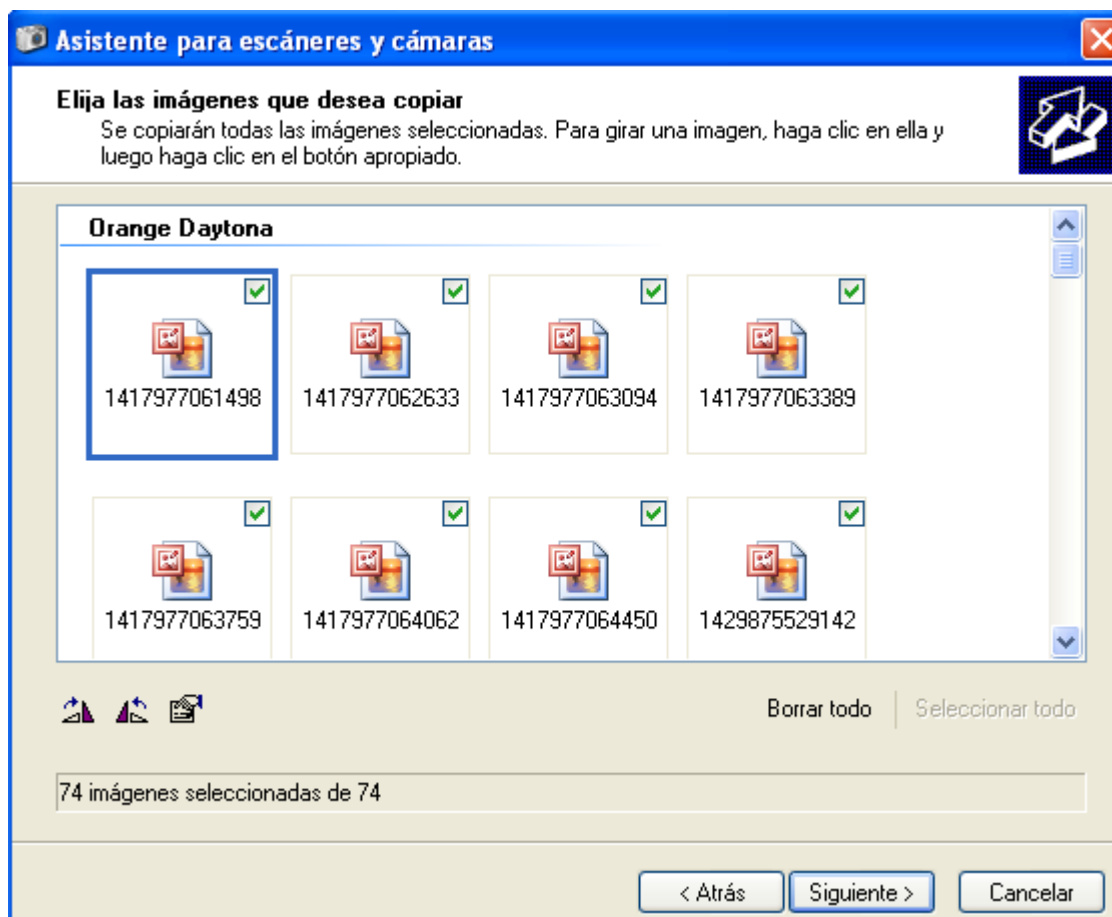 Asistente para escáneres y cámaras
Elija las imágenes que desea copiar
Se copiarán todas las imágenes seleccionadas. Para girar una imagen, haga clic en ella y
luego haga clic en el botón apropiado.
Orange Daytona
1417977061498 1417977062633 1417977063094 1417977063389
1417977063759 1417977064062 1417977064450 1429875529142
Borrar todo Seleccionar todo
74 imágenes seleccionadas de 74
< Atrás Siguiente > Cancelar